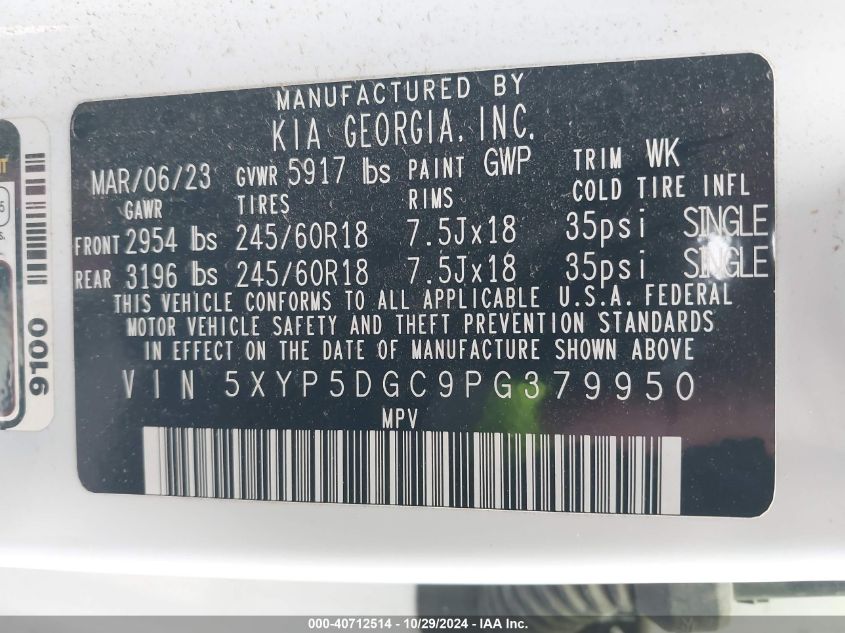 MANUFACTURED BY
KIA GEORGIA, INC.
MAR/06/23 GVWR 5917 lbs PAINT GWP TRIM WK
GAWR TIRES RIMS COLD TIRE INFL
FRONT 2954 lbs 245/60R18 7.5Jx18 35psi SINGLE
REAR 3196 lbs 245/60R18 7.5Jx18 35psi SINGLE
THIS VEHICLE CONFORMS TO ALL APPLICABLE U.S.A. FEDERAL
MOTOR VEHICLE SAFETY AND THEFT PREVENTION STANDARDS
IN EFFECT ON THE DATE OF MANUFACTURE SHOWN ABOVE
VIN 5XYP5DGC9PG379950
MPV
9100
000-40712514 - 10/29/2024 - IAA Inc.